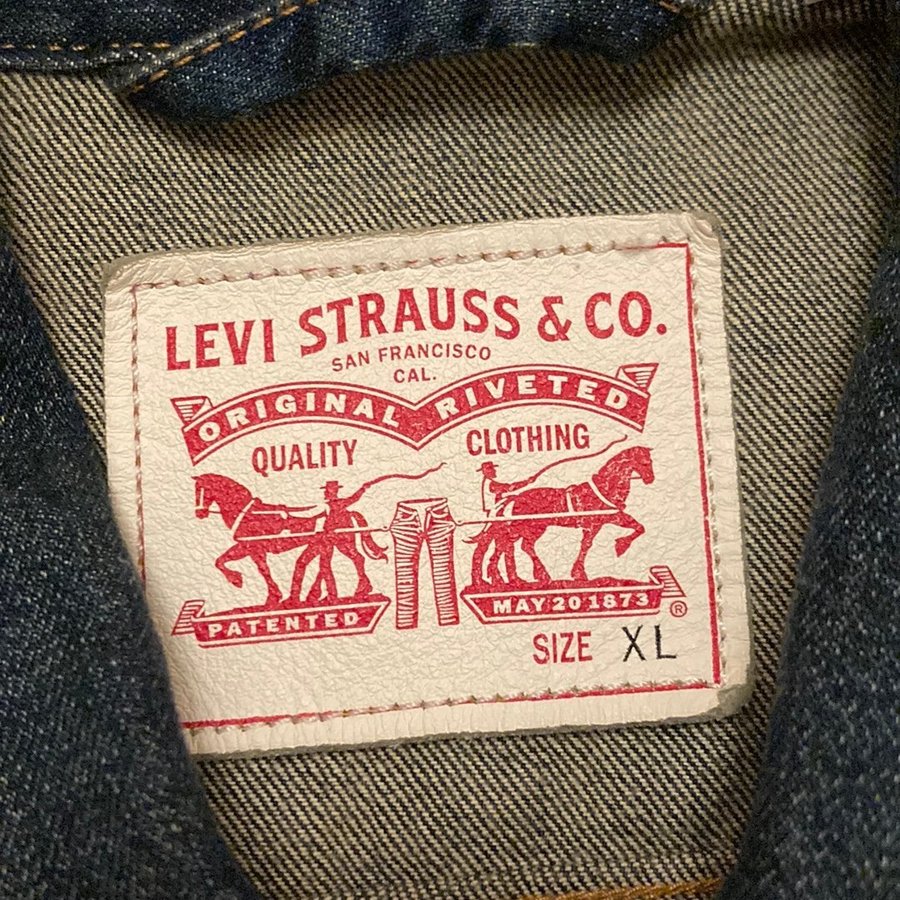 LEVI STRAUSS & CO.
SAN FRANCISCO
CAL.
ORIGINAL RIVETED
QUALITY CLOTHING
PATENTED MAY 20 1873 ®
SIZE XL